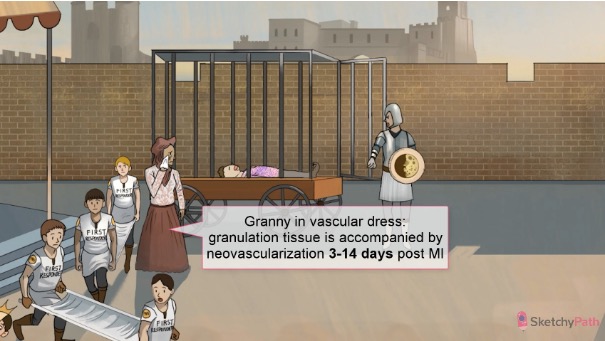 FIRST
RESPONDER
FIRST
RESPONDER
FIRST
RESPONDER
FIRST
RESPONDER
Granny in vascular dress:
granulation tissue is accompanied by
neovascularization 3-14 days post MI
SketchyPath